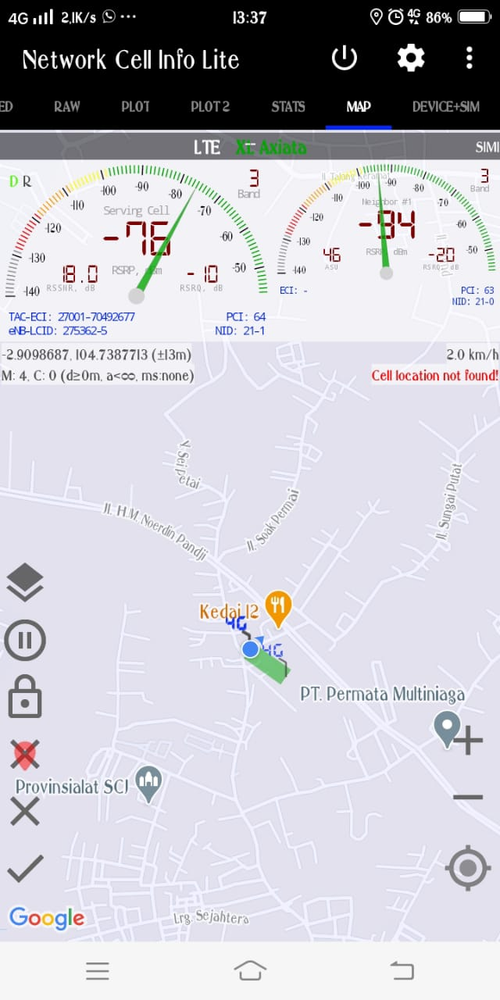 4G 2,1K/s ... 13:37 4G 86%
Network Cell Info Lite
ED RAW PLOT PLOT 2 STATS MAP DEVICE+SIM
LTE XL Axiata SIM1
D R
-140 -130 -120 -110 -100 -90 -80 -70 -60 -50
3
Band
Serving Cell
-76
RSRP, dBm
18.0
RSSNR, dB
-10
RSRQ, dB
TAC-ECI: 27001-70492677 PCI: 64
eNB-LCID: 275362-5 NID: 21-1
Jl. Talang Keramat
-140 -130 -120 -110 -100 -90 -80 -70 -60 -50
3
Band
Neighbor #1
-94
RSRP, dBm
46
ASU
-20
RSRQ, dB
ECI: - PCI: 63
NID: 21-0
-2.9098687, 104.7387713 (±13m) 2.0 km/h
M: 4, C: 0 (d≥0m, a<∞, ms:none) Cell location not found!
Y. Sei petai
Jl. H.M. Noerdin Pandji
Jl. Soak Permai
Jl. Sungai Putat
Kedai 12
4G
4G
PT. Permata Multiniaga
Provinsialat SCJ
Lrg. Sejahtera
Google